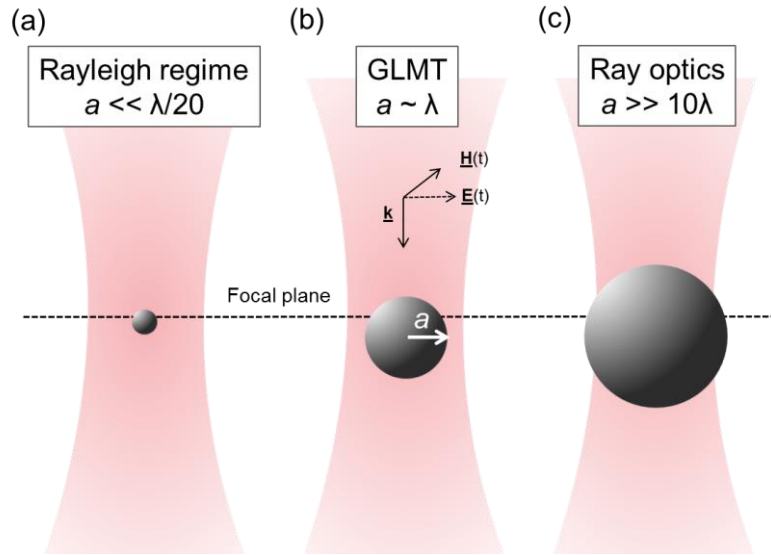 (a)
Rayleigh regime
a << λ/20
(b)
GLMT
a ~ λ
(c)
Ray optics
a >> 10λ
H(t)
E(t)
k
Focal plane
a